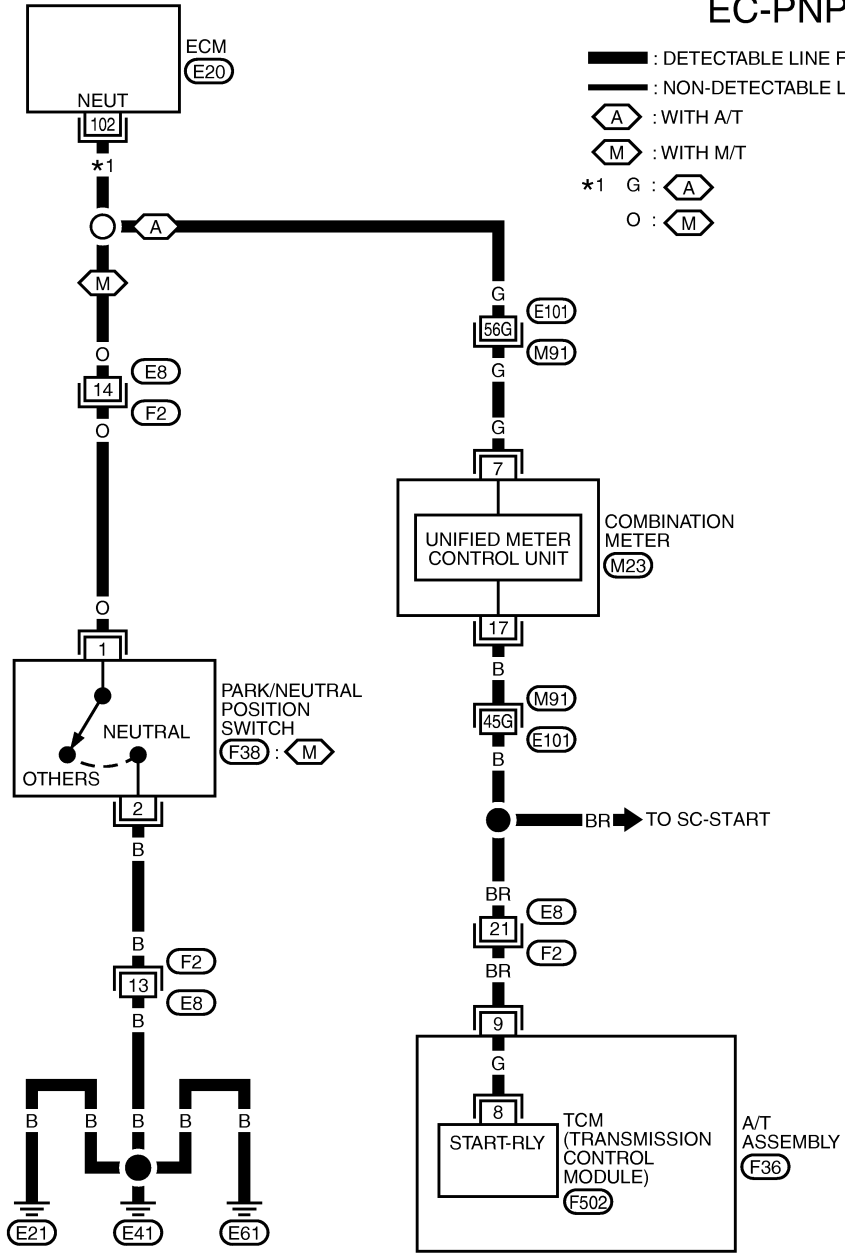 EC-PNP
ECM
E20
NEUT
102
*1
: DETECTABLE LINE F
: NON-DETECTABLE L
A : WITH A/T
M : WITH M/T
*1 G : A
O : M
A
M
G
56G
E101
M91
G
G
O
14
E8
F2
O
O
7
UNIFIED METER
CONTROL UNIT
COMBINATION
METER
M23
17
B
45G
M91
E101
B
1
PARK/NEUTRAL
POSITION
SWITCH
F38 : M
NEUTRAL
OTHERS
2
B
BR
TO SC-START
BR
21
E8
F2
BR
B
13
F2
E8
B
9
G
8
START-RLY
TCM
(TRANSMISSION
CONTROL
MODULE)
F502
A/T
ASSEMBLY
F36
B
B
B
B
B
E21
E41
E61